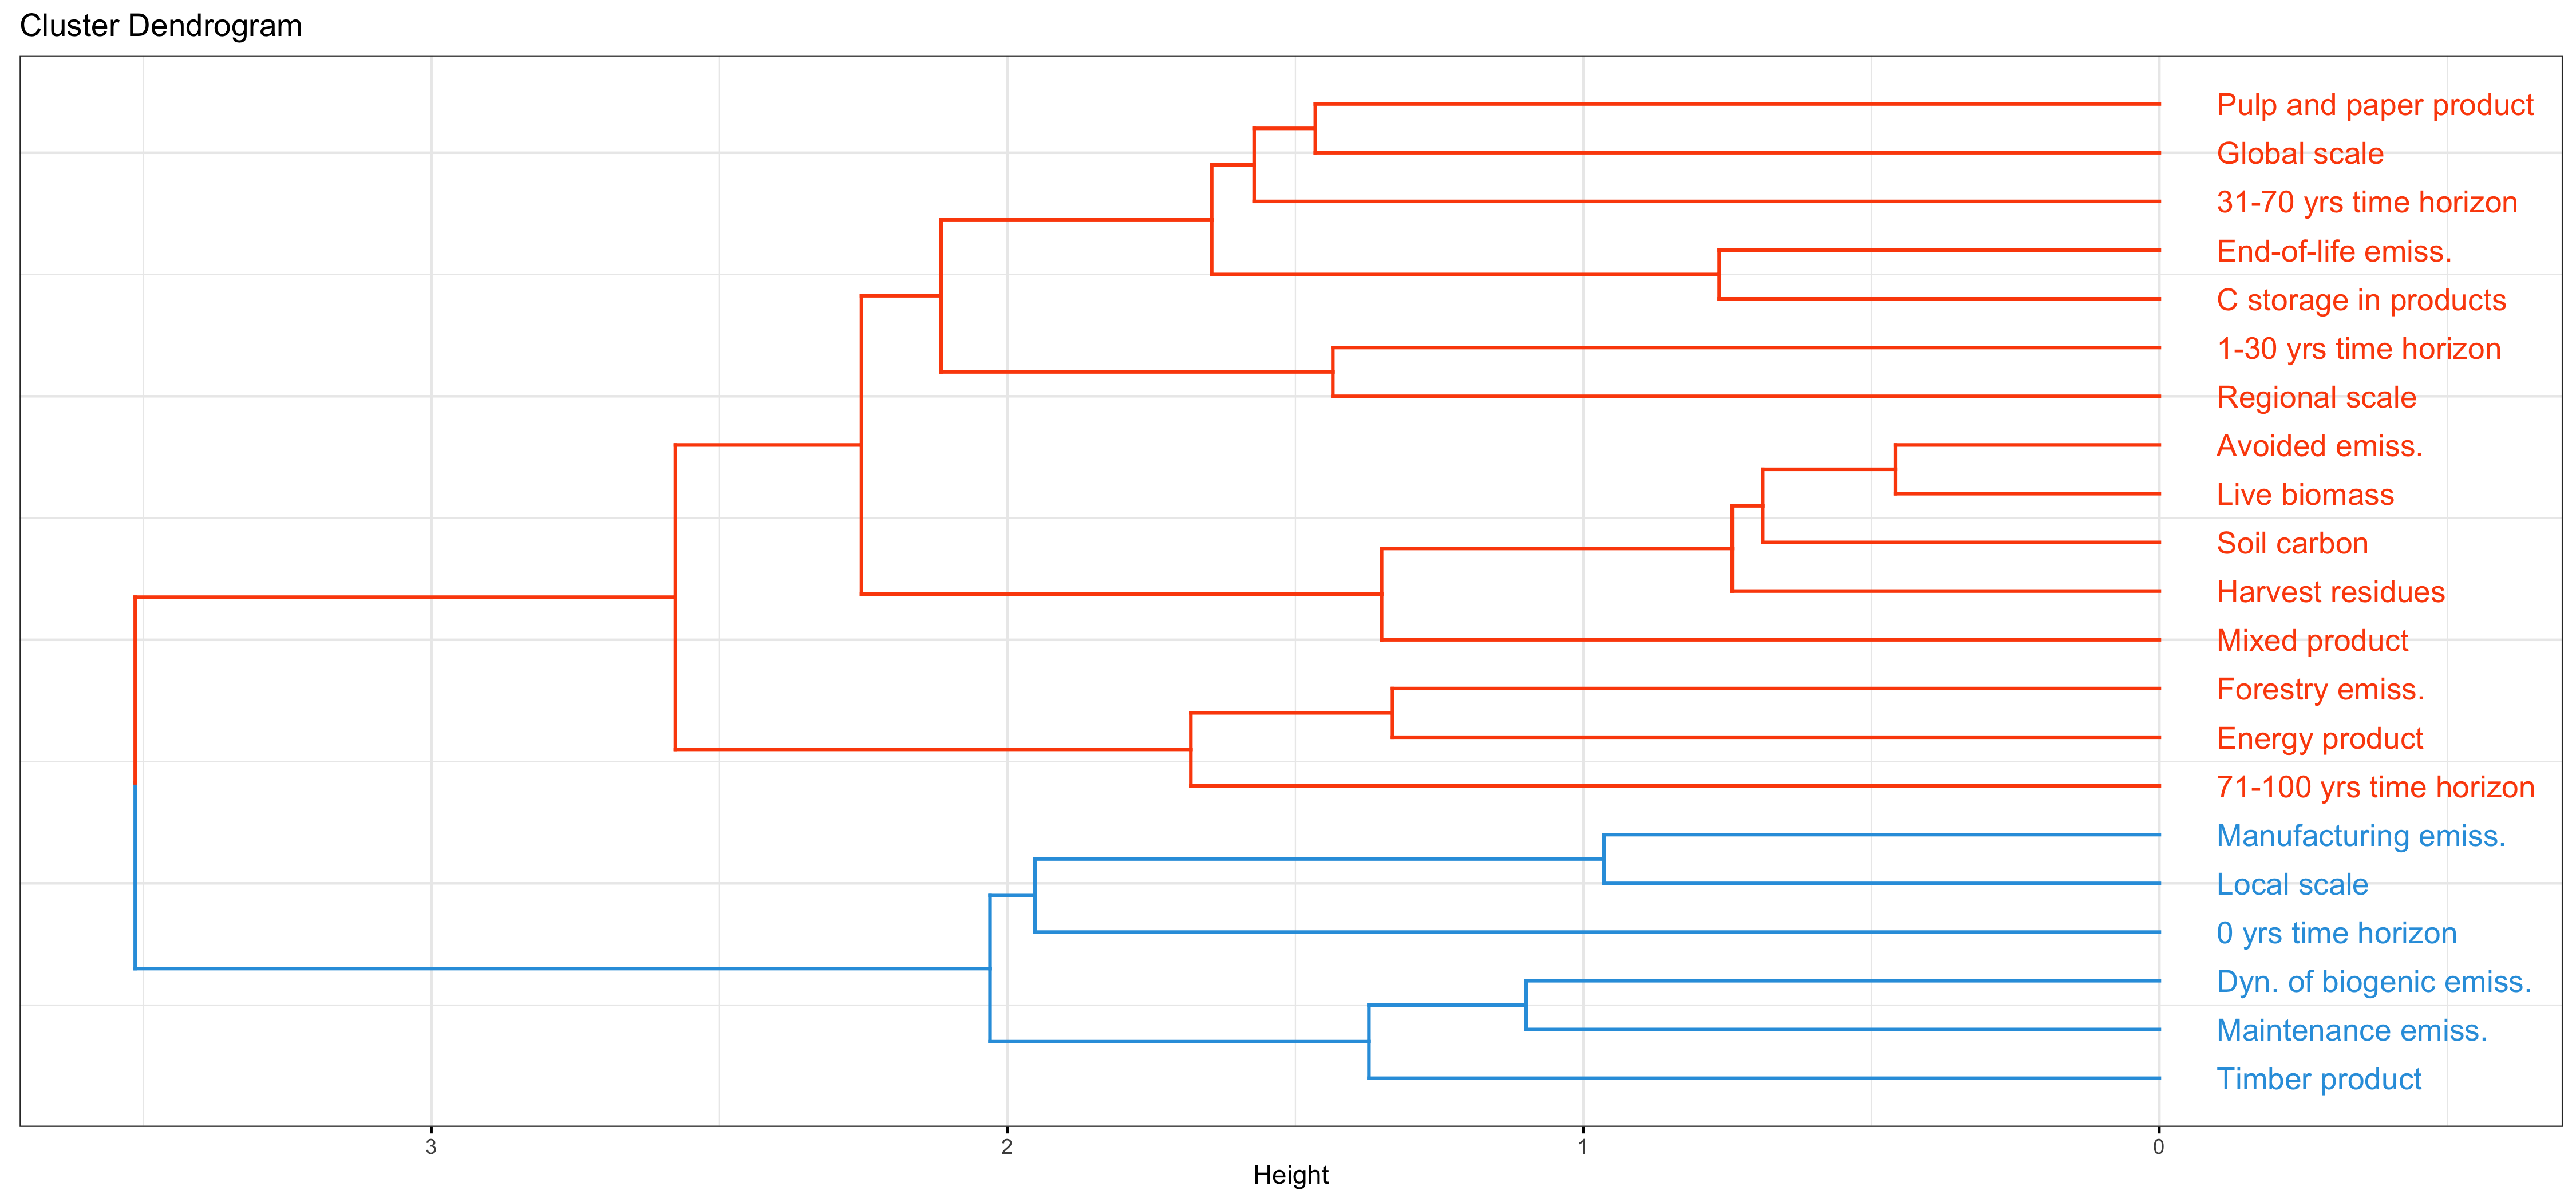 Cluster Dendrogram
Pulp and paper product
Global scale
31-70 yrs time horizon
End-of-life emiss.
C storage in products
1-30 yrs time horizon
Regional scale
Avoided emiss.
Live biomass
Soil carbon
Harvest residues
Mixed product
Forestry emiss.
Energy product
71-100 yrs time horizon
Manufacturing emiss.
Local scale
0 yrs time horizon
Dyn. of biogenic emiss.
Maintenance emiss.
Timber product
3 2 1 0
Height